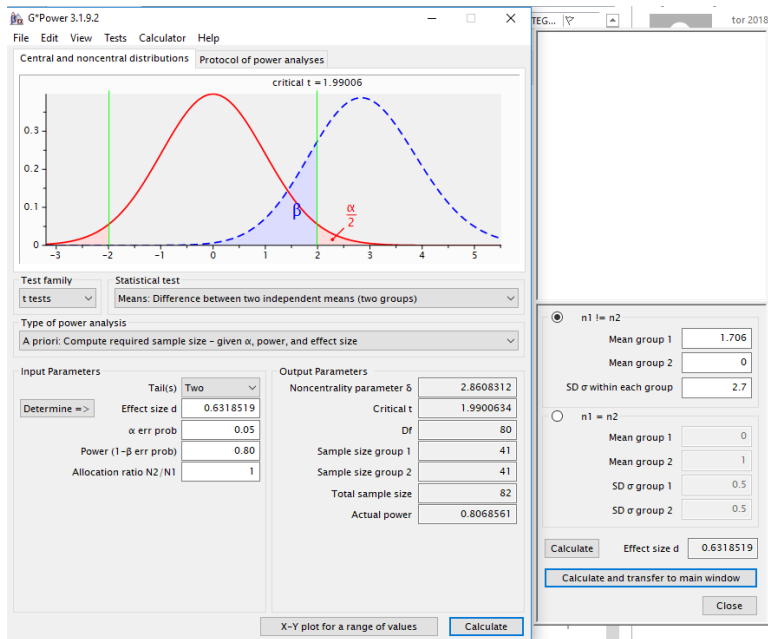 G*Power 3.1.9.2
File Edit View Tests Calculator Help
Central and noncentral distributions Protocol of power analyses
critical t = 1.99006
0.3
0.2
0.1
0
β
α
2
-3 -2 -1 0 1 2 3 4 5
Test family Statistical test
t tests Means: Difference between two independent means (two groups)
Type of power analysis
A priori: Compute required sample size - given α, power, and effect size
Input Parameters
Tail(s) Two
Determine => Effect size d 0.6318519
α err prob 0.05
Power (1-β err prob) 0.80
Allocation ratio N2/N1 1
Output Parameters
Noncentrality parameter δ 2.8608312
Critical t 1.9900634
Df 80
Sample size group 1 41
Sample size group 2 41
Total sample size 82
Actual power 0.8068561
X-Y plot for a range of values Calculate
TEG... tor 2018
n1 != n2
Mean group 1 1.706
Mean group 2 0
SD σ within each group 2.7
n1 = n2
Mean group 1 0
Mean group 2 1
SD σ group 1 0.5
SD σ group 2 0.5
Calculate Effect size d 0.6318519
Calculate and transfer to main window
Close